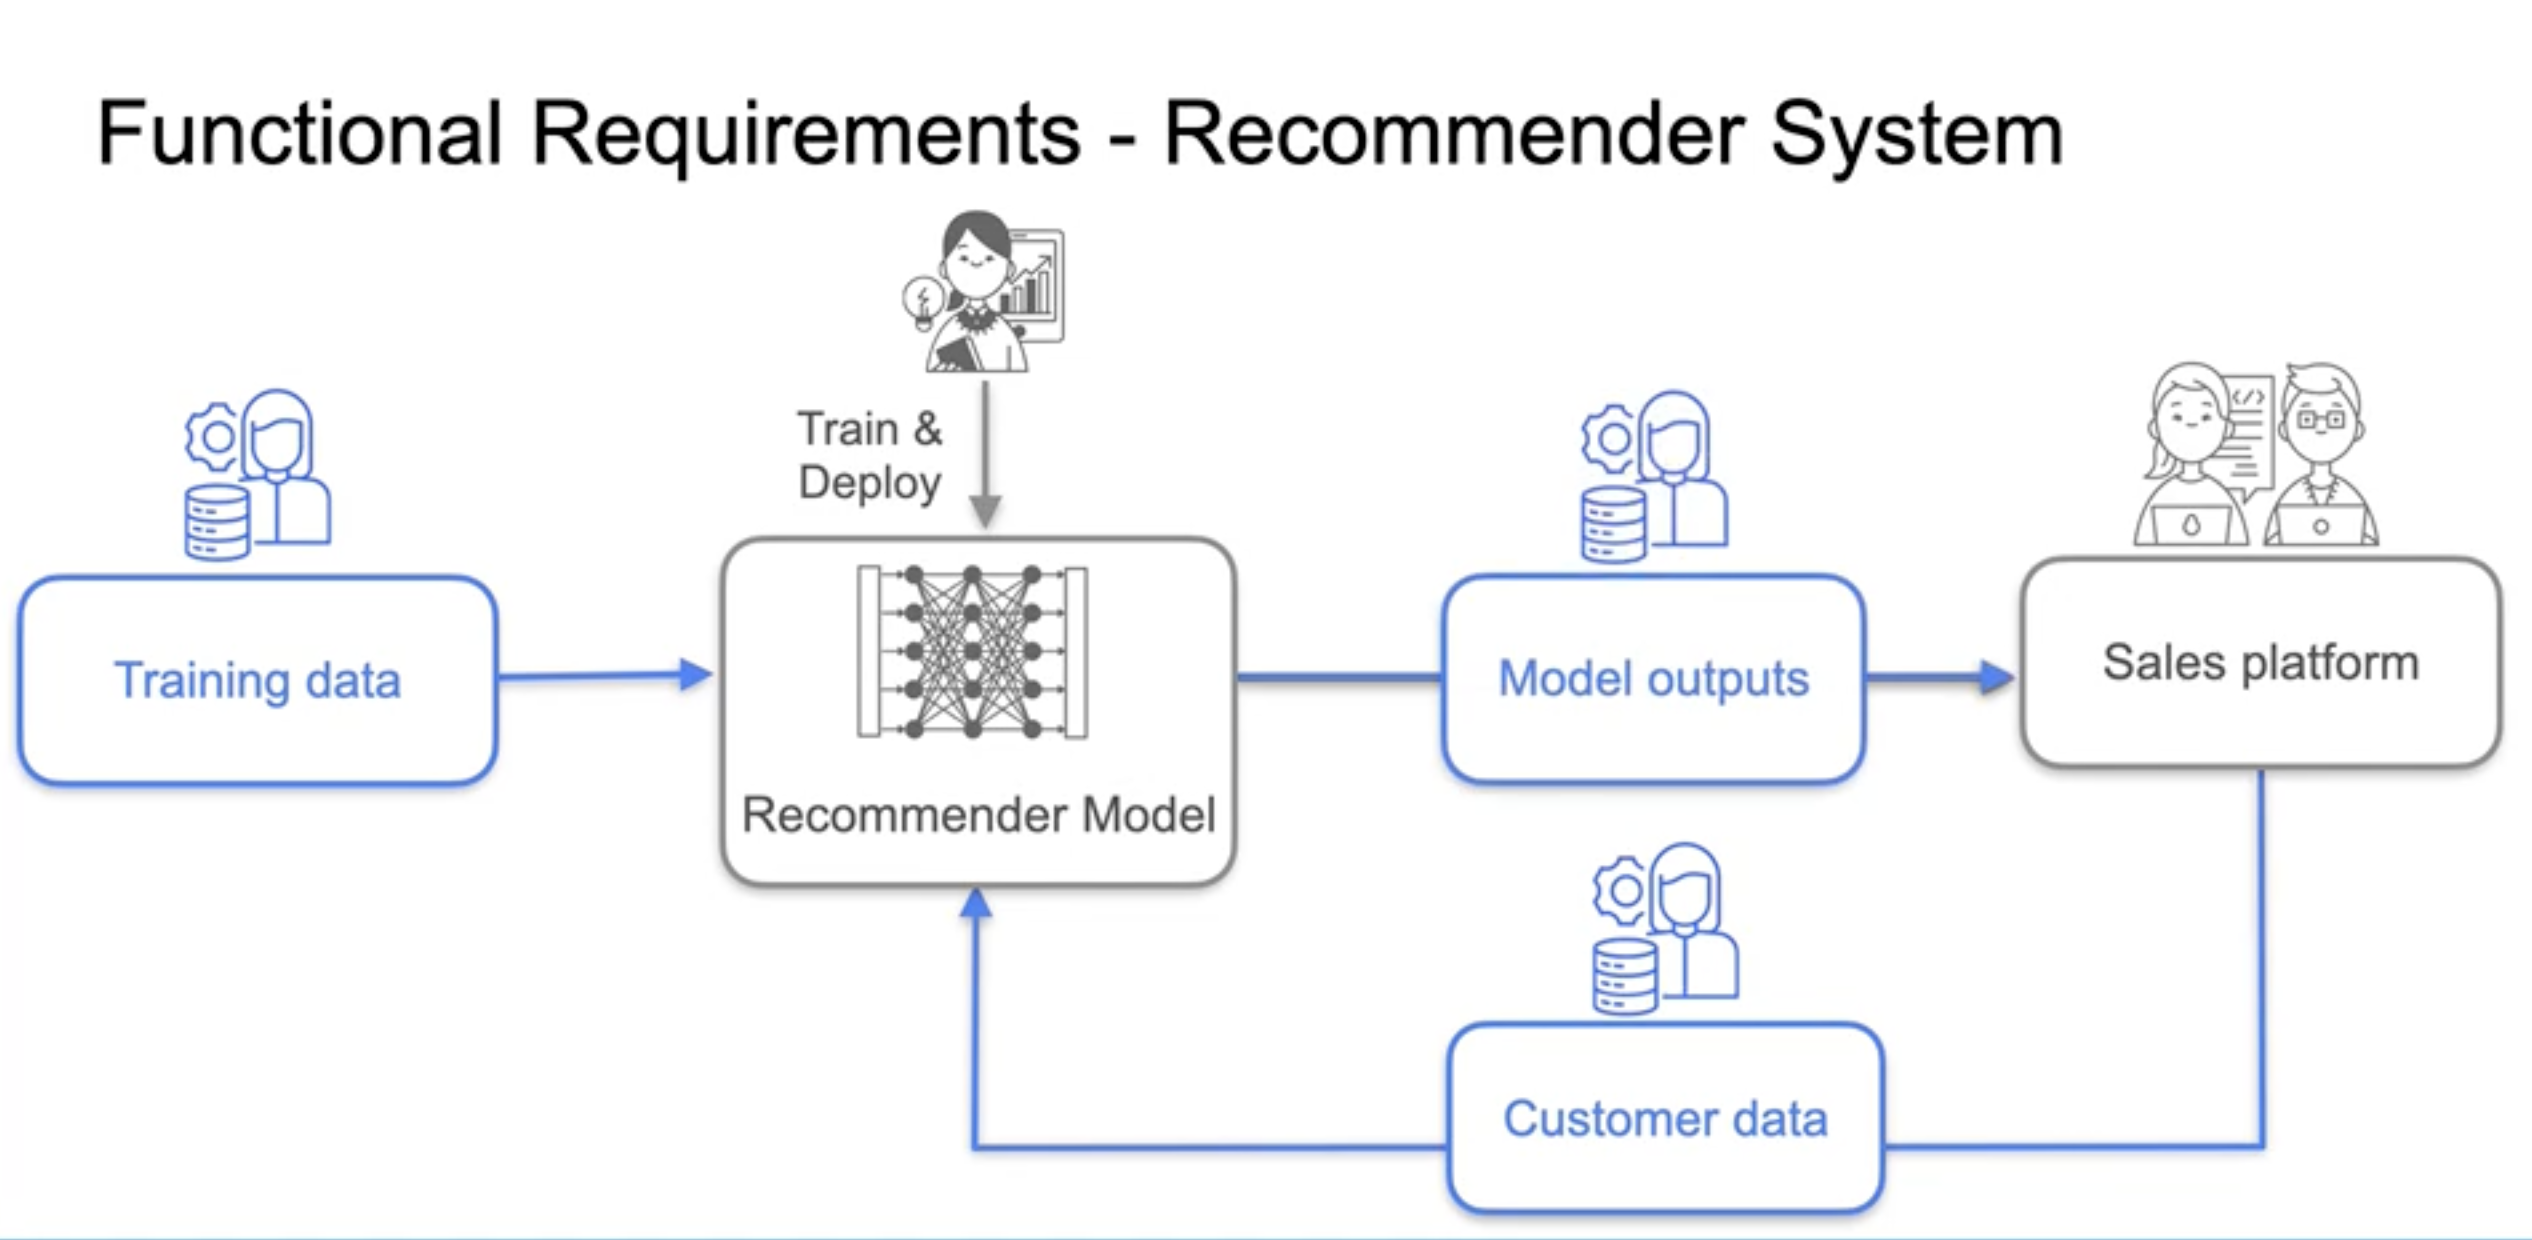 Functional Requirements - Recommender System
Train &
Deploy
</>
Training data
Recommender Model
Model outputs
Sales platform
Customer data